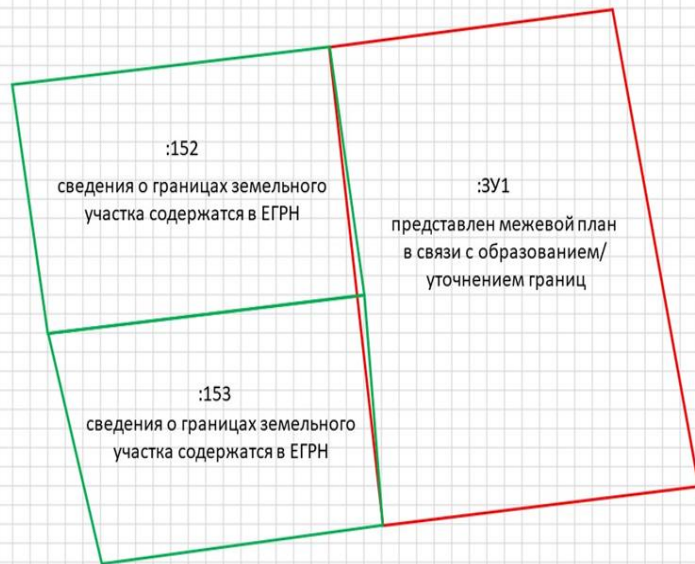 :152
сведения о границах земельного
участка содержатся в ЕГРН
:ЗУ1
представлен межевой план
в связи с образованием/
уточнением границ
:153
сведения о границах земельного
участка содержатся в ЕГРН